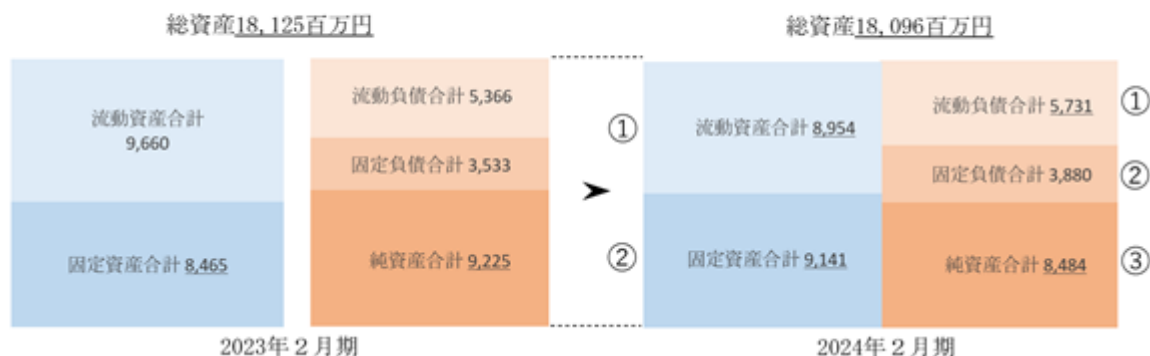 総資産18,125百万円
流動資産合計
9,660
固定資産合計 8,465
流動負債合計 5,366
固定負債合計 3,533
純資産合計 9,225
2023年2月期
①
②
➤
総資産18,096百万円
流動資産合計 8,954
固定資産合計 9,141
流動負債合計 5,731
固定負債合計 3,880
純資産合計 8,484
①
②
③
2024年2月期